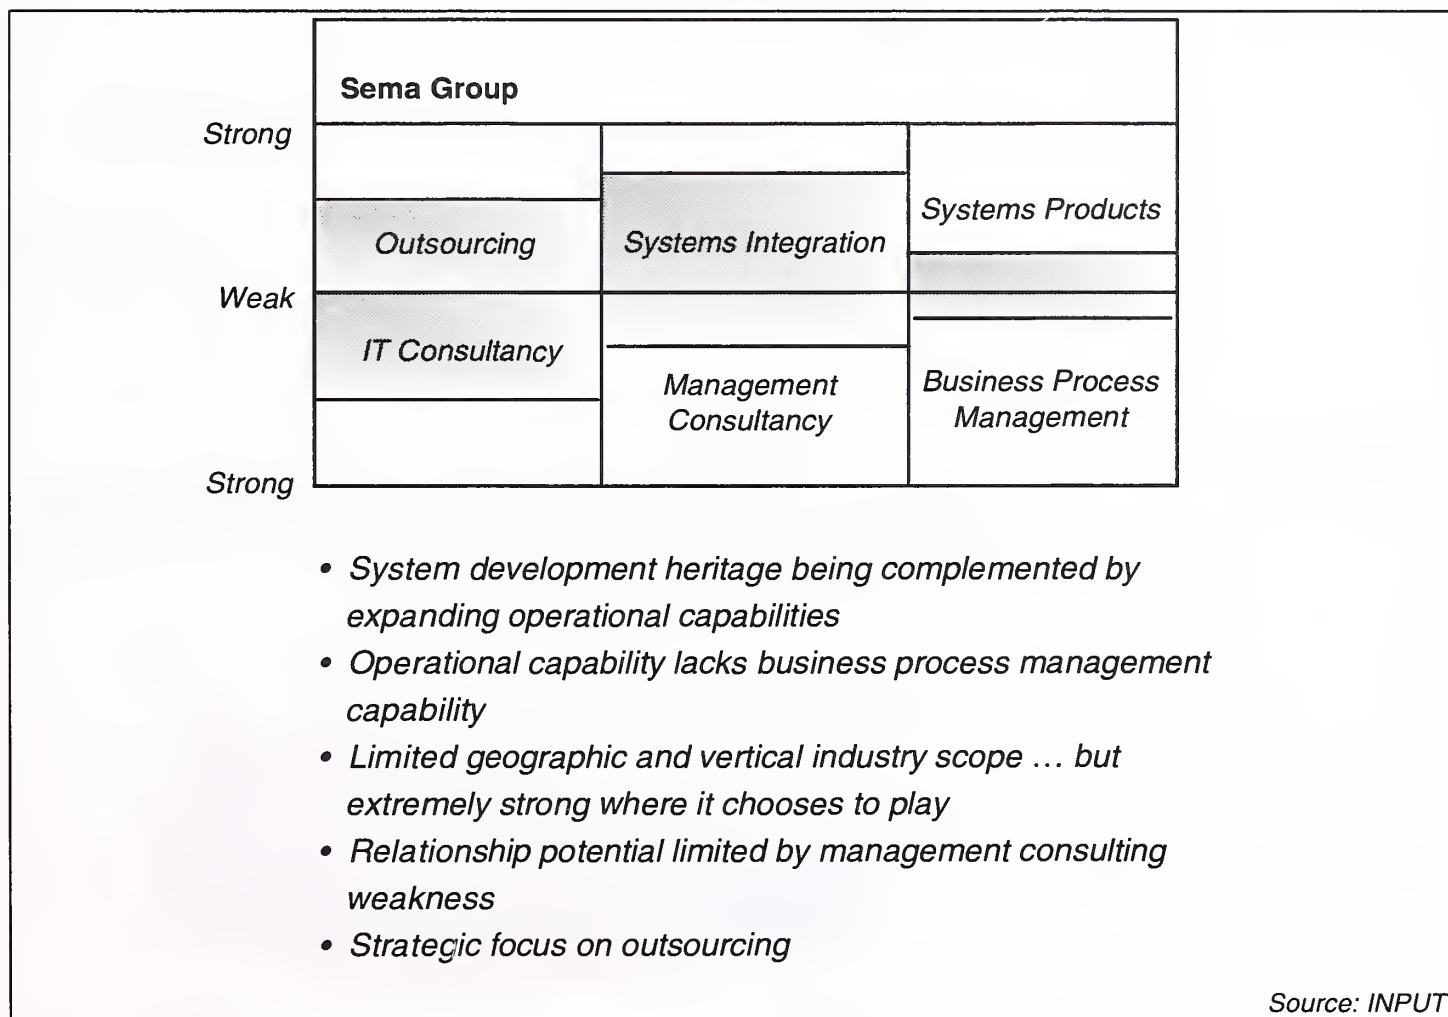 Sema Group
Strong
Systems Products
Outsourcing
Systems Integration
Weak
IT Consultancy
Management
Consultancy
Business Process
Management
Strong
• System development heritage being complemented by
expanding operational capabilities
• Operational capability lacks business process management
capability
• Limited geographic and vertical industry scope … but
extremely strong where it chooses to play
• Relationship potential limited by management consulting
weakness
• Strategic focus on outsourcing
Source: INPUT